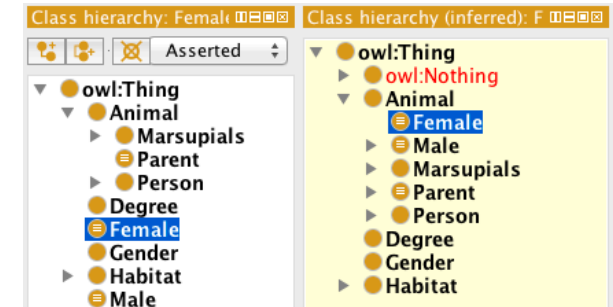 Class hierarchy: Female
Asserted
owl:Thing
Animal
Marsupials
Parent
Person
Degree
Female
Gender
Habitat
Male
Class hierarchy (inferred): F
owl:Thing
owl:Nothing
Animal
Female
Male
Marsupials
Parent
Person
Degree
Gender
Habitat